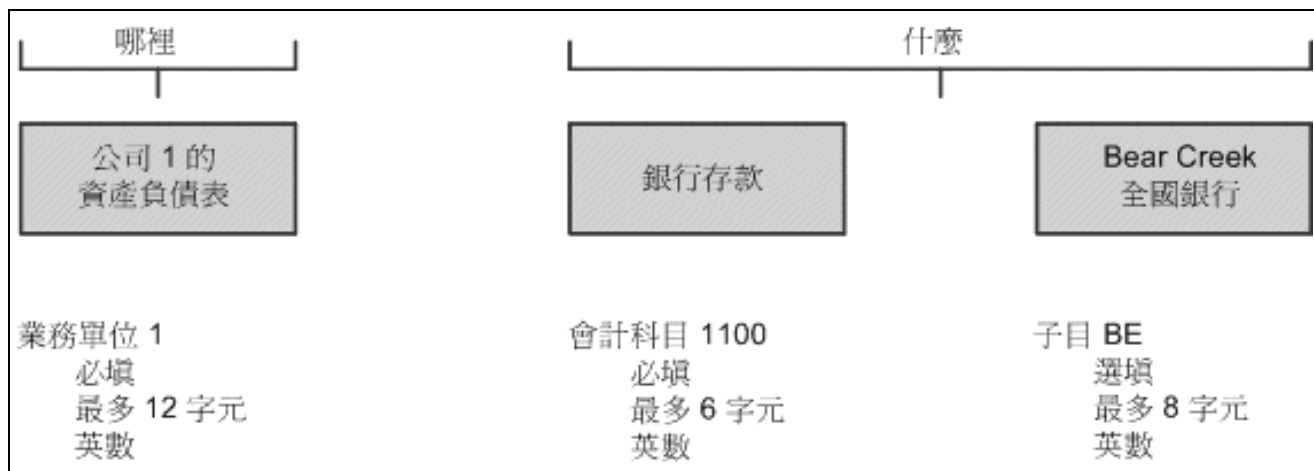 哪裡
什麼
公司 1 的
資產負債表
銀行存款
Bear Creek
全國銀行
業務單位 1
必填
最多 12 字元
英數
會計科目 1100
必填
最多 6 字元
英數
子目 BE
選填
最多 8 字元
英數